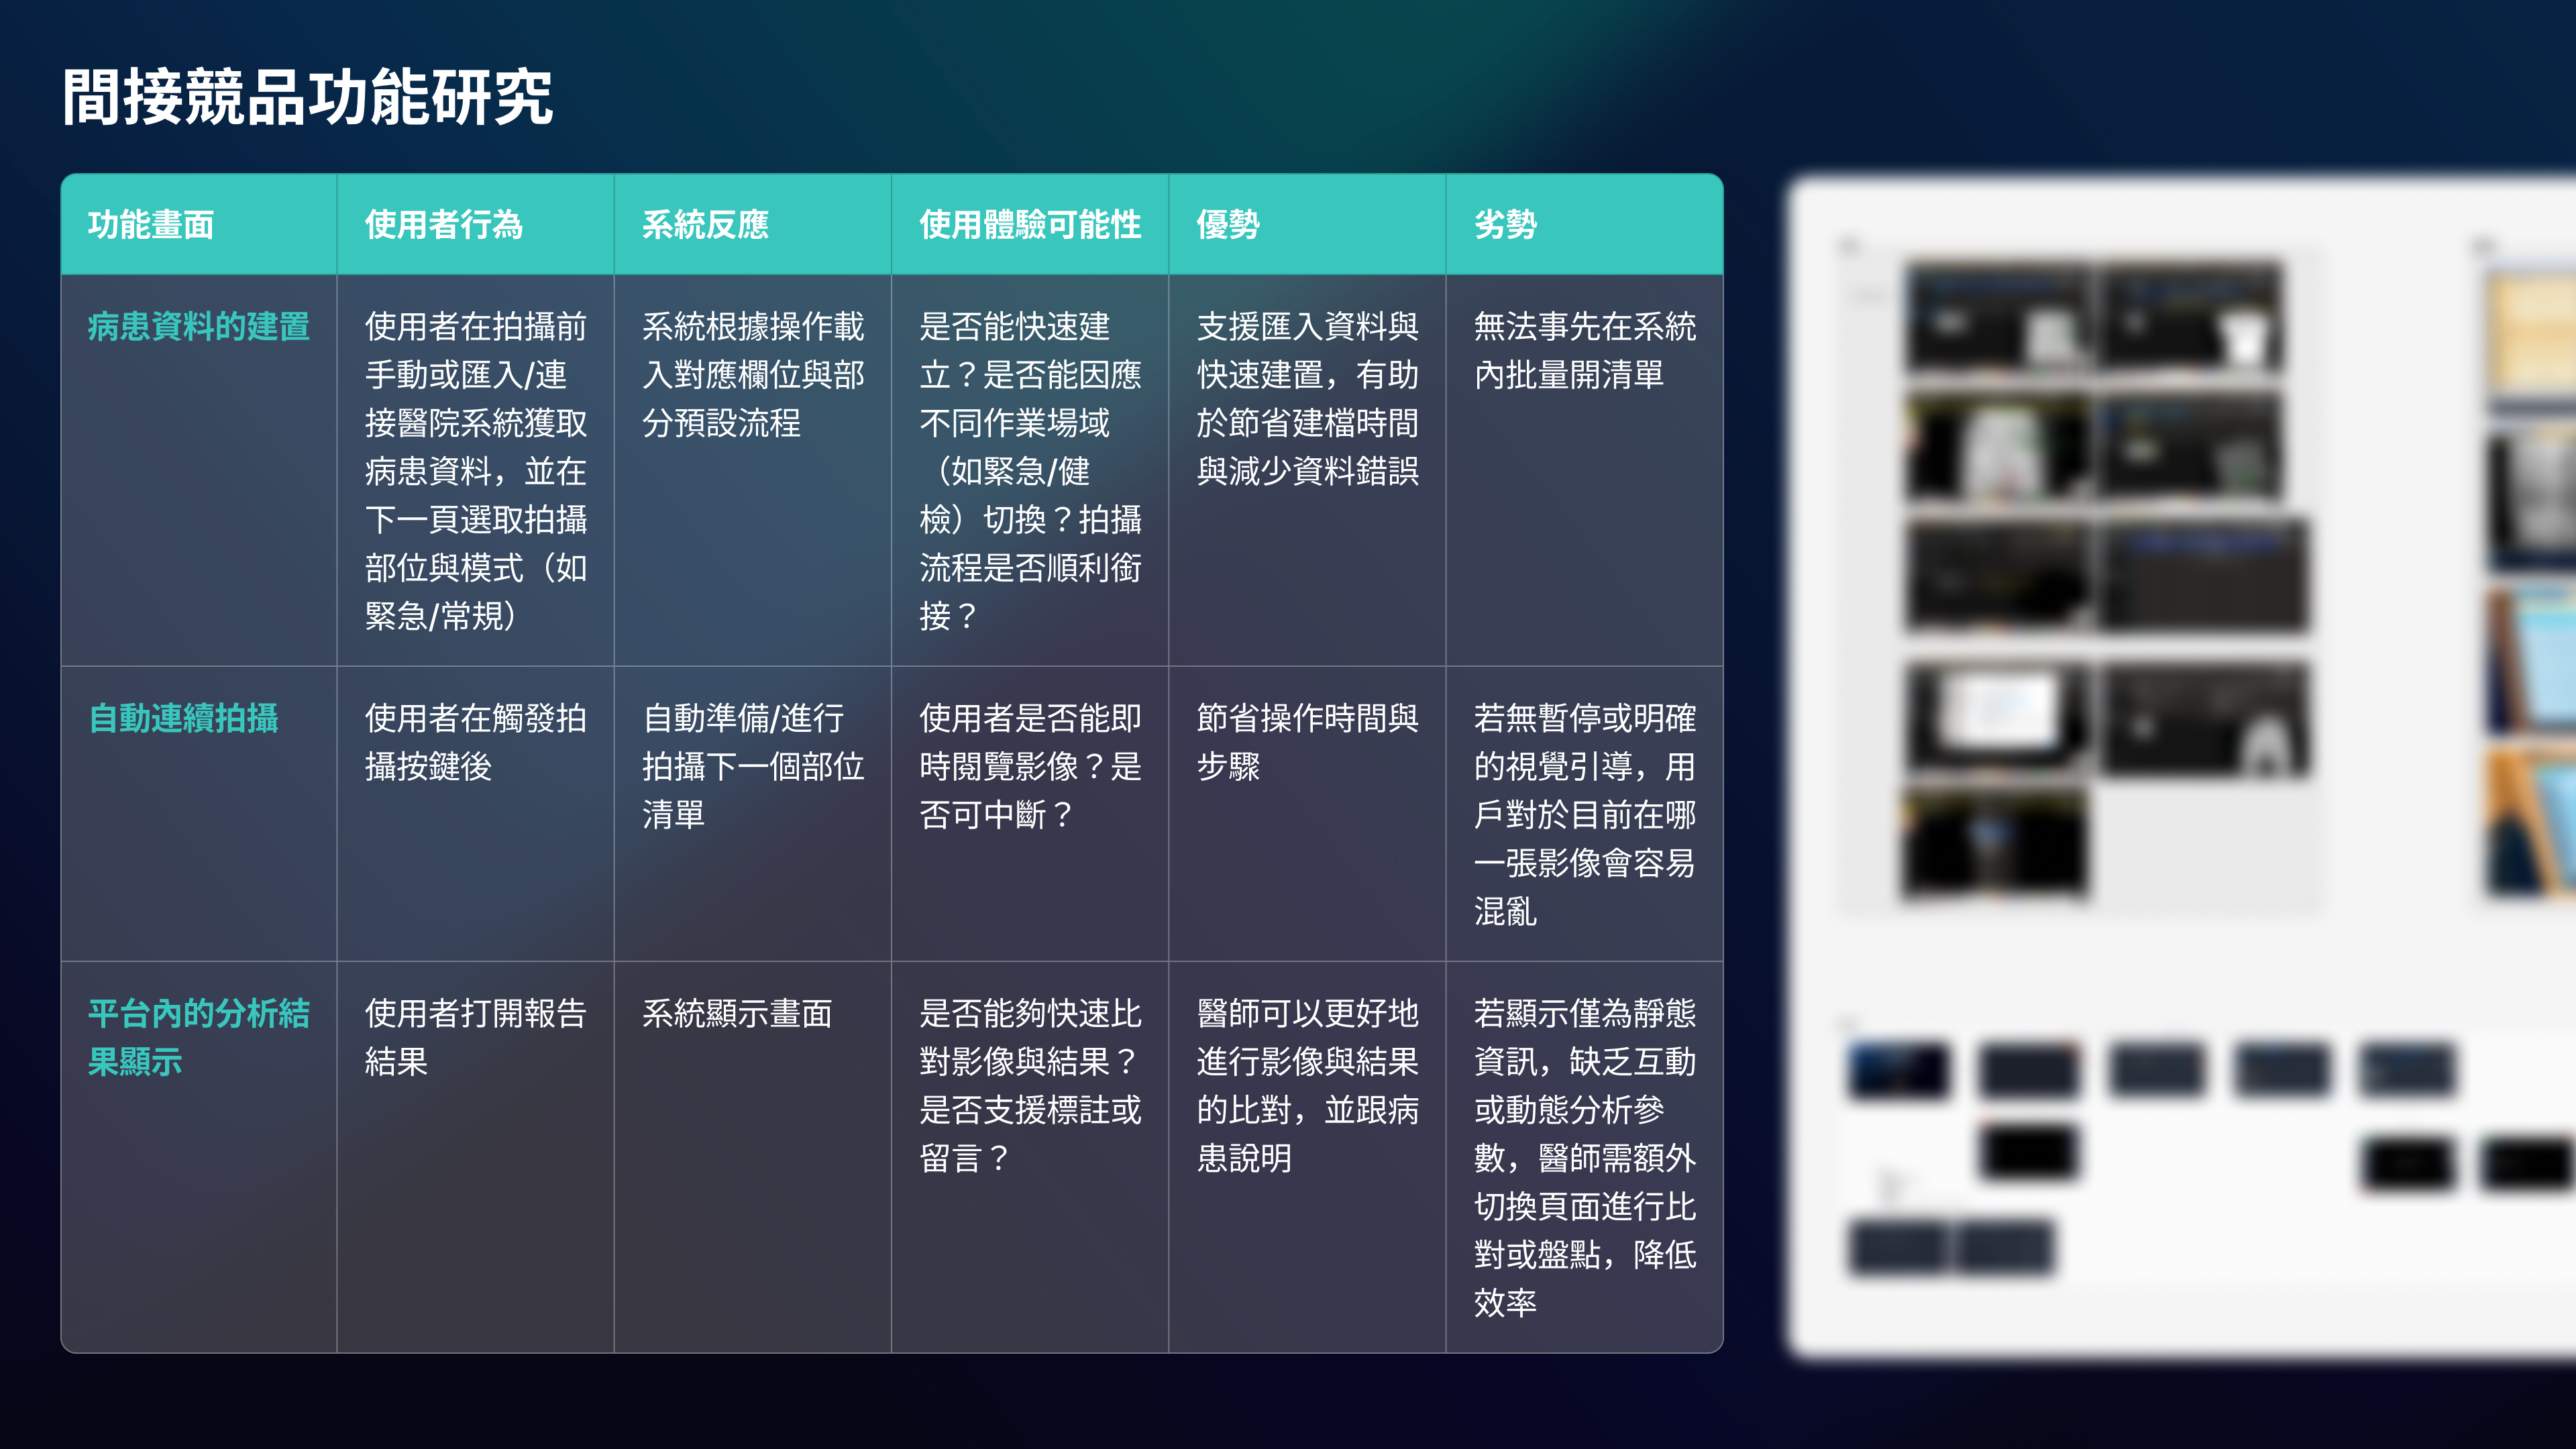 間接競品功能研究
功能畫面
使用者行為
系統反應
使用體驗可能性
優勢
劣勢
病患資料的建置
使用者在拍攝前
手動或匯入/連
接醫院系統獲取
病患資料，並在
下一頁選取拍攝
部位與模式（如
緊急/常規）
系統根據操作載
入對應欄位與部
分預設流程
是否能快速建
立？是否能因應
不同作業場域
（如緊急/健
檢）切換？拍攝
流程是否順利銜
接？
支援匯入資料與
快速建置，有助
於節省建檔時間
與減少資料錯誤
無法事先在系統
內批量開清單
自動連續拍攝
使用者在觸發拍
攝按鍵後
自動準備/進行
拍攝下一個部位
清單
使用者是否能即
時閱覽影像？是
否可中斷？
節省操作時間與
步驟
若無暫停或明確
的視覺引導，用
戶對於目前在哪
一張影像會容易
混亂
平台內的分析結
果顯示
使用者打開報告
結果
系統顯示畫面
是否能夠快速比
對影像與結果？
是否支援標註或
留言？
醫師可以更好地
進行影像與結果
的比對，並跟病
患說明
若顯示僅為靜態
資訊，缺乏互動
或動態分析參
數，醫師需額外
切換頁面進行比
對或盤點，降低
效率